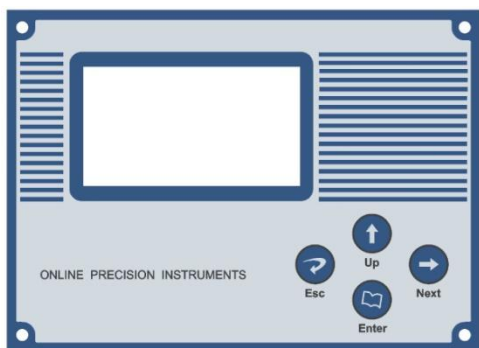 Up
ONLINE PRECISION INSTRUMENTS
Esc
Next
Enter